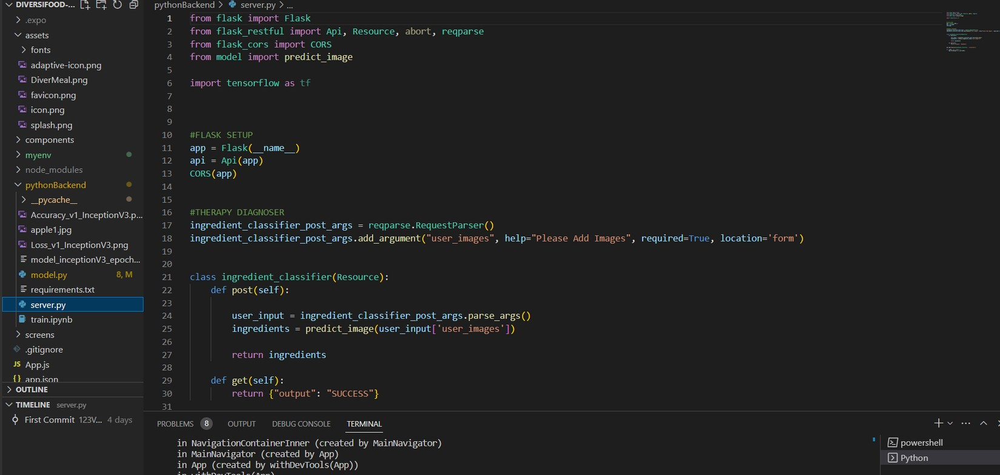 DIVERSIFOOD-...
.expo
assets
fonts
adaptive-icon.png
DiverMeal.png
favicon.png
icon.png
splash.png
components
myenv
node_modules
pythonBackend
__pycache__
Accuracy_v1_InceptionV3.p...
apple1.jpg
Loss_v1_InceptionV3.png
model_inceptionV3_epoch...
model.py 8, M
requirements.txt
server.py
train.ipynb
screens
.gitignore
JS App.js
{} app.json
OUTLINE
TIMELINE server.py
First Commit 123V... 4 days
pythonBackend > server.py > ...
1 from flask import Flask
2 from flask_restful import Api, Resource, abort, reqparse
3 from flask_cors import CORS
4 from model import predict_image
5
6 import tensorflow as tf
7
8
9
10 #FLASK SETUP
11 app = Flask(__name__)
12 api = Api(app)
13 CORS(app)
14
15
16 #THERAPY DIAGNOSER
17 ingredient_classifier_post_args = reqparse.RequestParser()
18 ingredient_classifier_post_args.add_argument("user_images", help="Please Add Images", required=True, location='form')
19
20
21 class ingredient_classifier(Resource):
22 def post(self):
23
24 user_input = ingredient_classifier_post_args.parse_args()
25 ingredients = predict_image(user_input['user_images'])
26
27 return ingredients
28
29 def get(self):
30 return {"output": "SUCCESS"}
31
PROBLEMS 8 OUTPUT DEBUG CONSOLE TERMINAL
in NavigationContainerInner (created by MainNavigator)
in MainNavigator (created by App)
in App (created by withDevTools(App))
in withDevTools(App)
powershell
Python